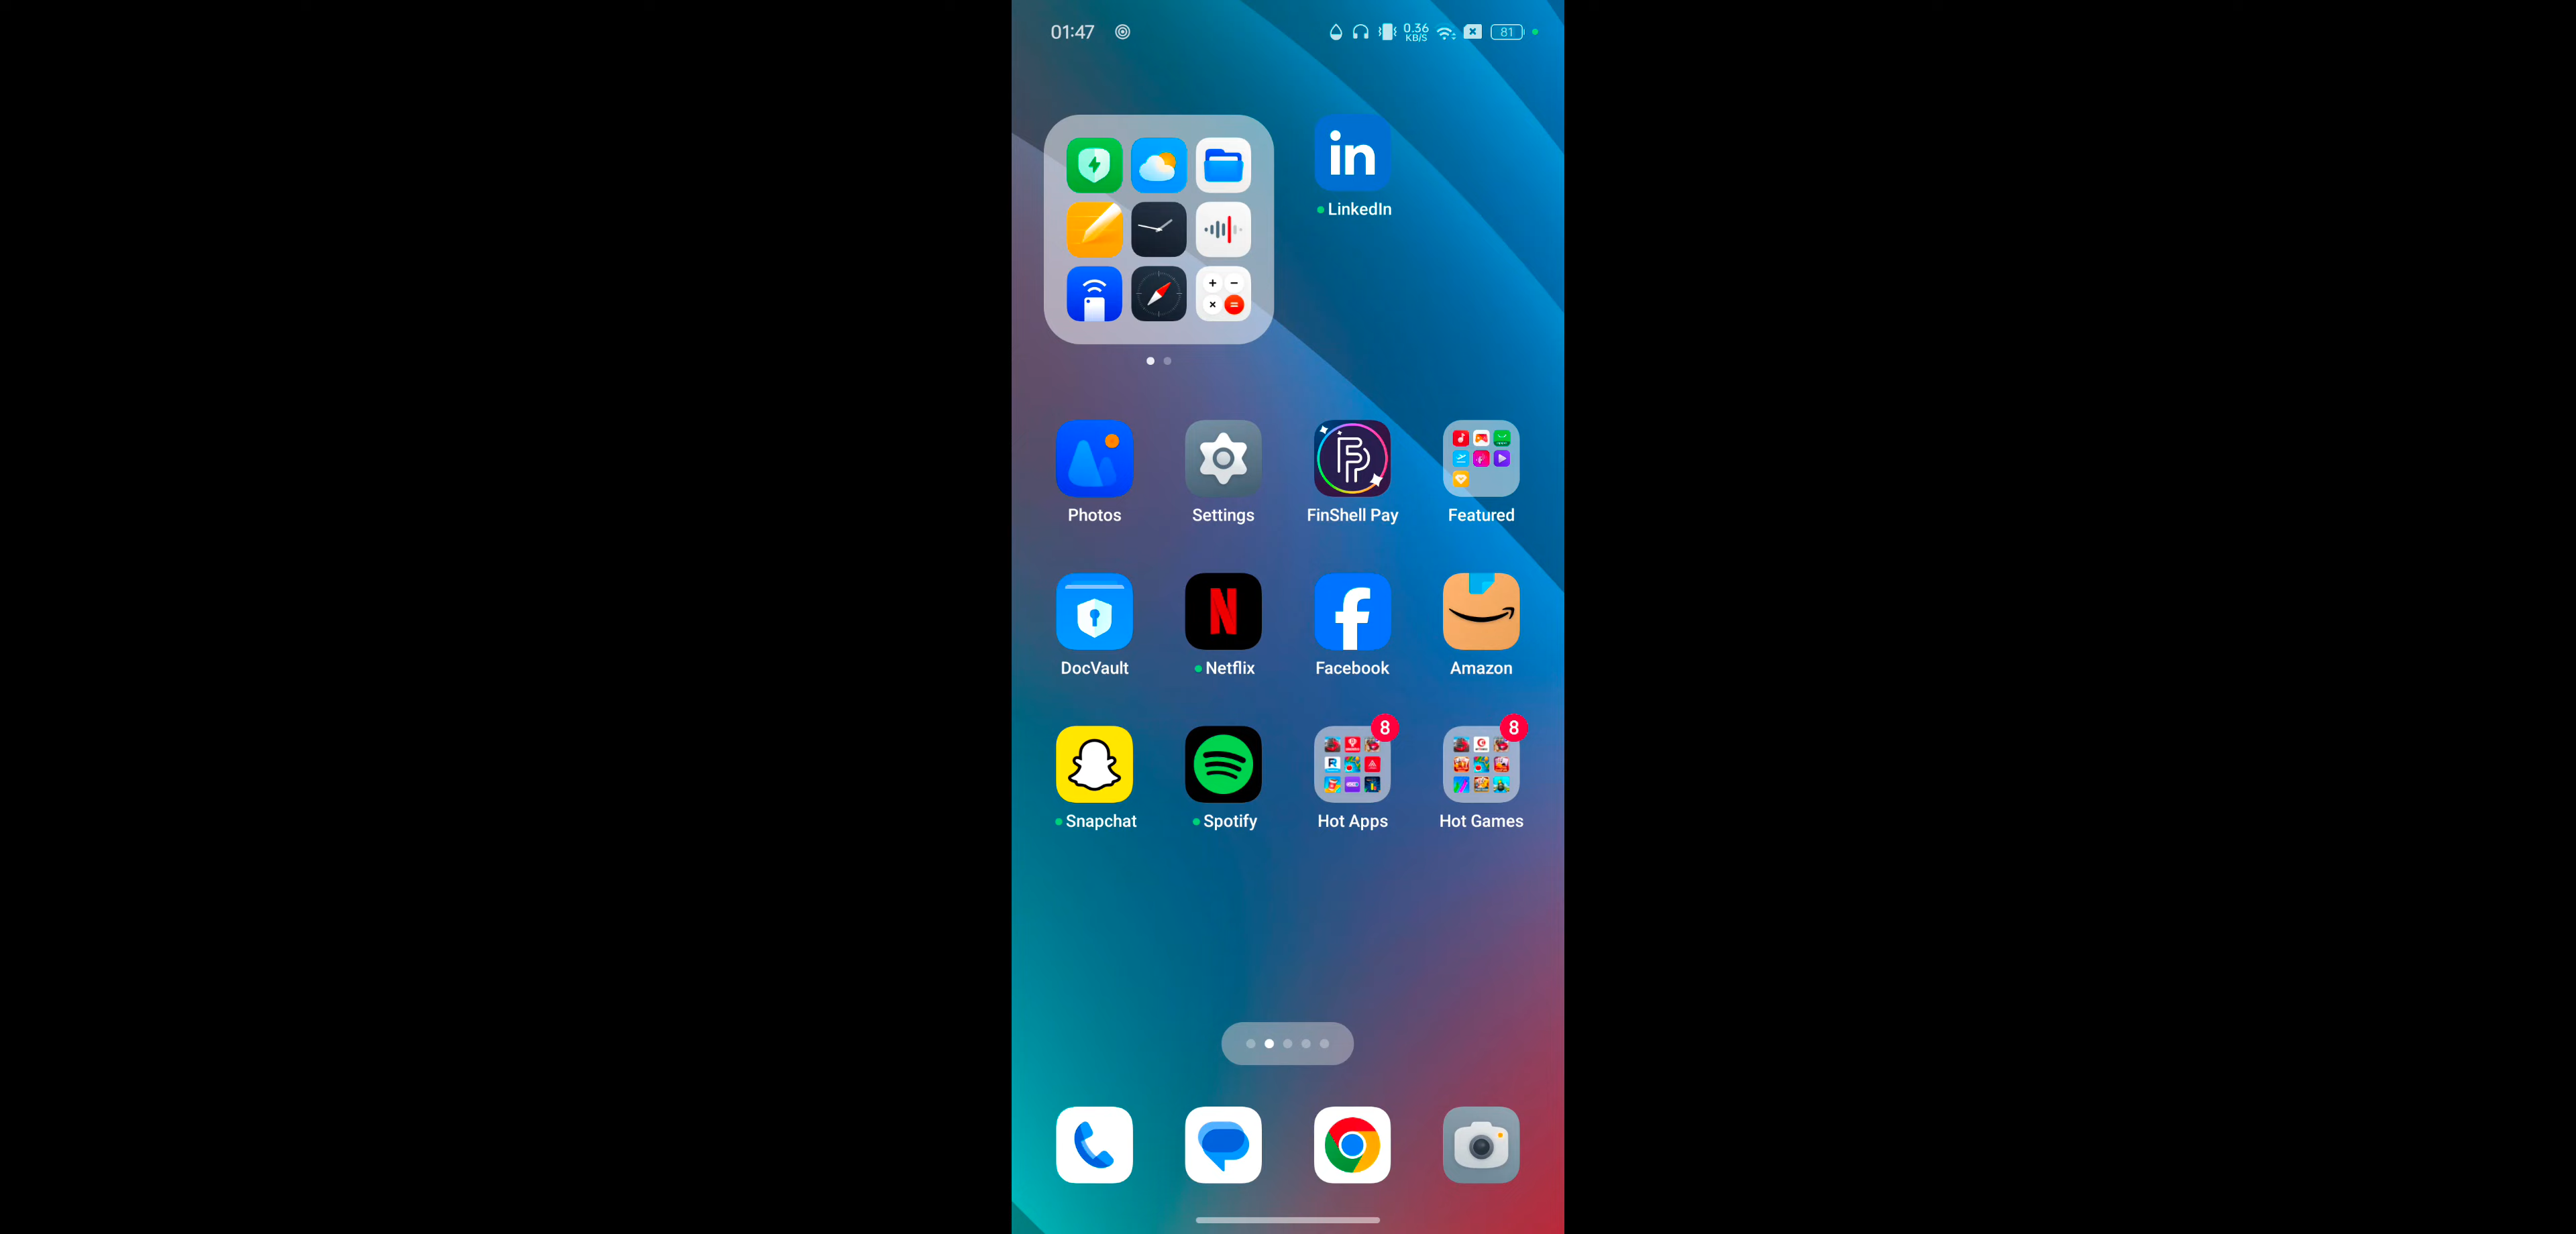 01:47
0.36
KB/S
81
in
LinkedIn
Photos
Settings
FinShell Pay
Featured
DocVault
Netflix
Facebook
Amazon
8
8
Snapchat
Spotify
Hot Apps
Hot Games